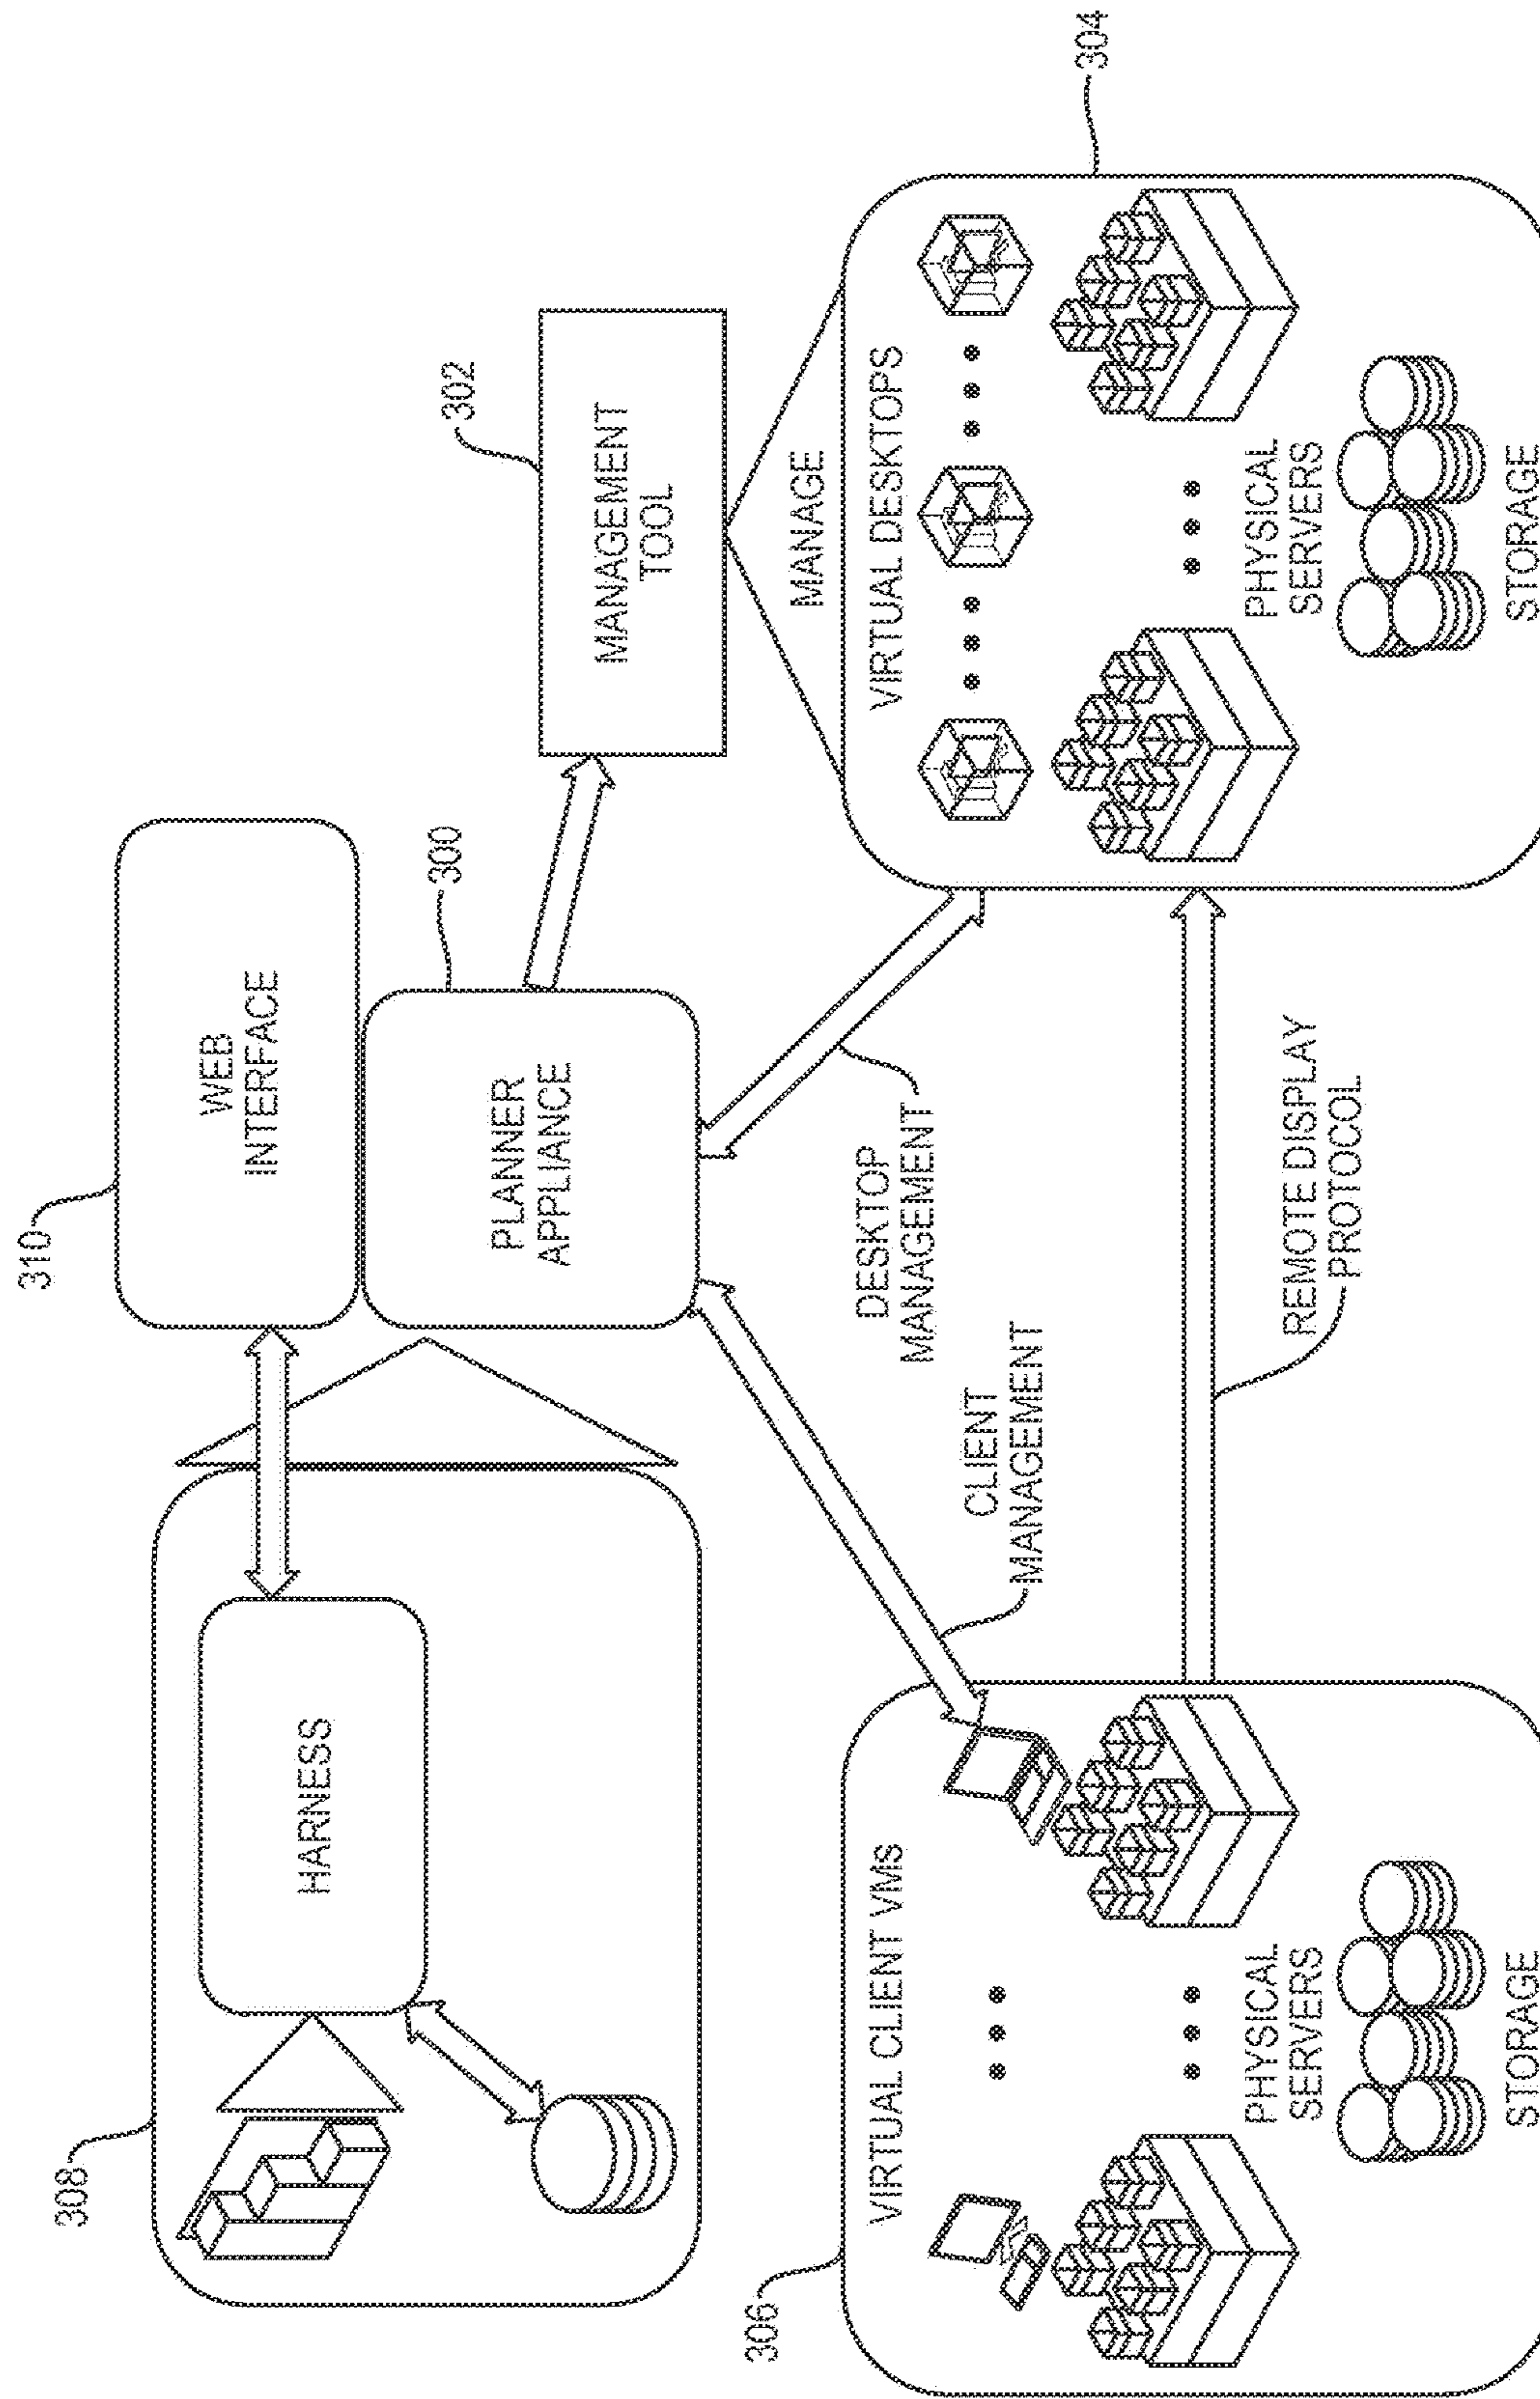 310
WEB
INTERFACE
308
HARNESS
300
PLANNER
APPLIANCE
302
MANAGEMENT
TOOL
MANAGE
DESKTOP
MANAGEMENT
CLIENT
MANAGEMENT
306
VIRTUAL CLIENT VMs
PHYSICAL
SERVERS
STORAGE
REMOTE DISPLAY
PROTOCOL
304
VIRTUAL DESKTOPS
PHYSICAL
SERVERS
STORAGE